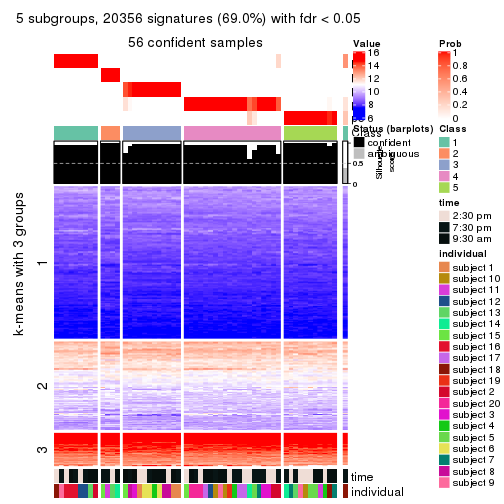 5 subgroups, 20356 signatures (69.0%) with fdr < 0.05
56 confident samples
k-means with 3 groups
1
2
3
Class
1
0.5
0
Silhouette
score
time
individual
Value
16
14
12
10
8
6
Status (barplots)
confident
ambiguous
Prob
1
0.8
0.6
0.4
0.2
0
Class
1
2
3
4
5
time
2:30 pm
7:30 pm
9:30 am
individual
subject 1
subject 10
subject 11
subject 12
subject 13
subject 14
subject 15
subject 16
subject 17
subject 18
subject 19
subject 2
subject 20
subject 3
subject 4
subject 5
subject 6
subject 7
subject 8
subject 9